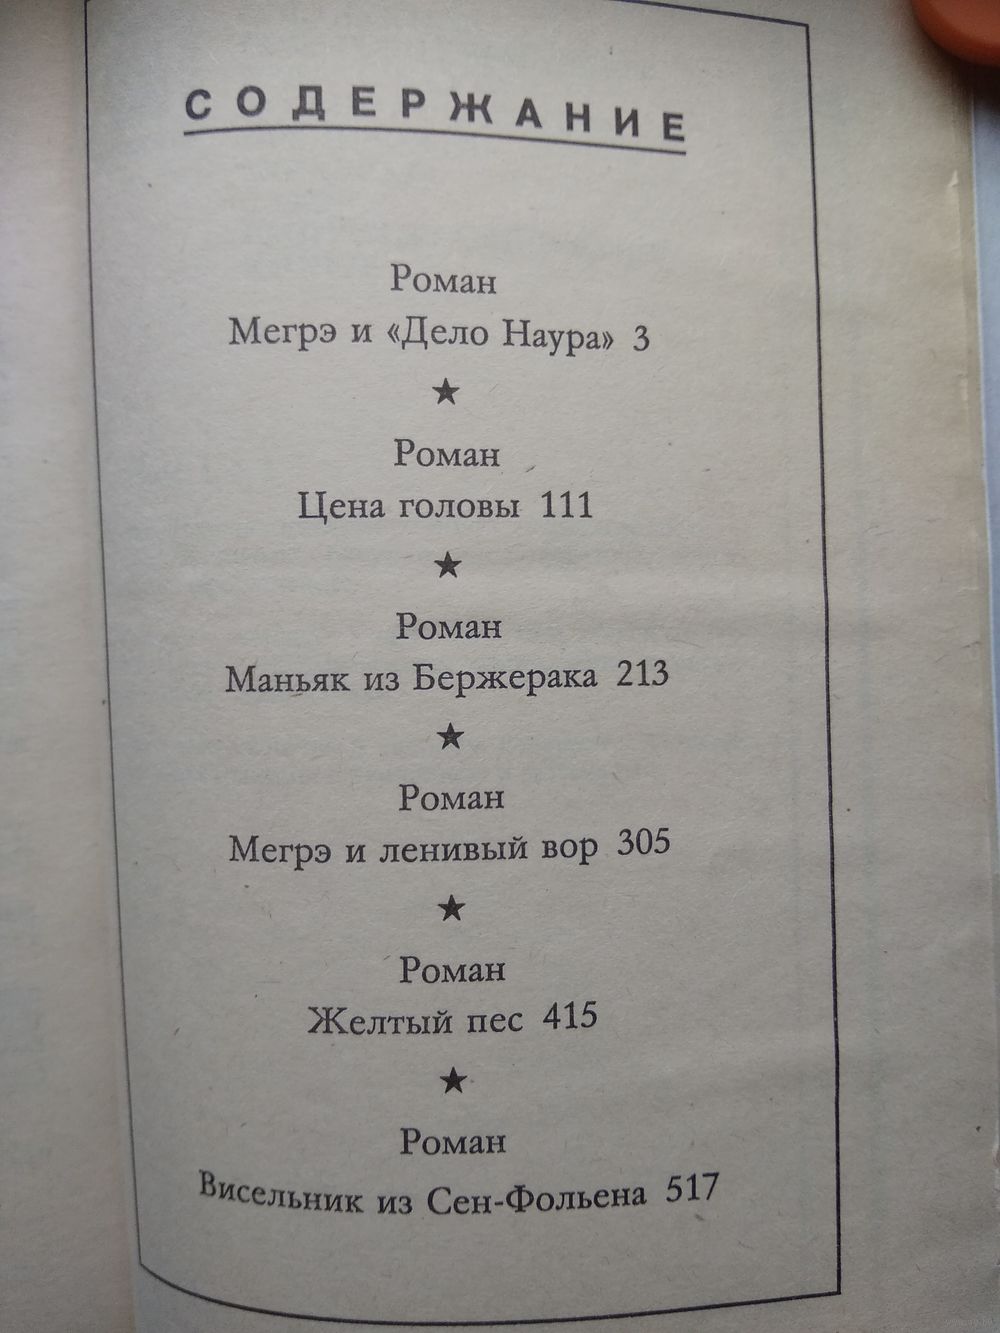 СОДЕРЖАНИЕ
Роман
Мегрэ и «Дело Наура» 3
★
Роман
Цена головы 111
★
Роман
Маньяк из Бержерака 213
★
Роман
Мегрэ и ленивый вор 305
★
Роман
Желтый пес 415
★
Роман
Висельник из Сен-Фольена 517